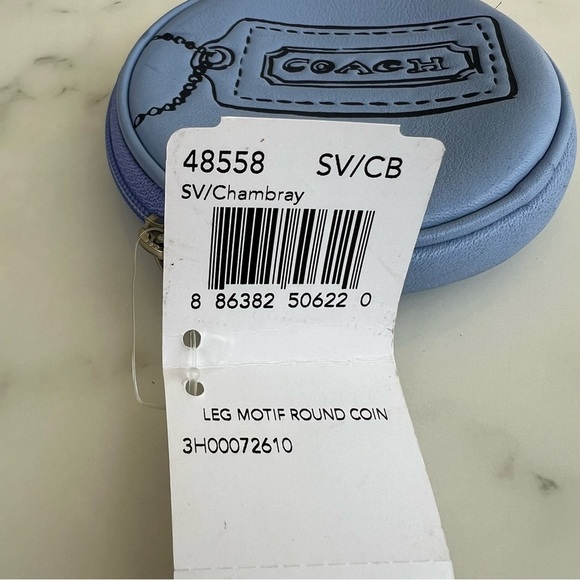 COACH
48558 SV/CB
SV/Chambray
8 86382 50622 0
LEG MOTIF ROUND COIN
3H00072610